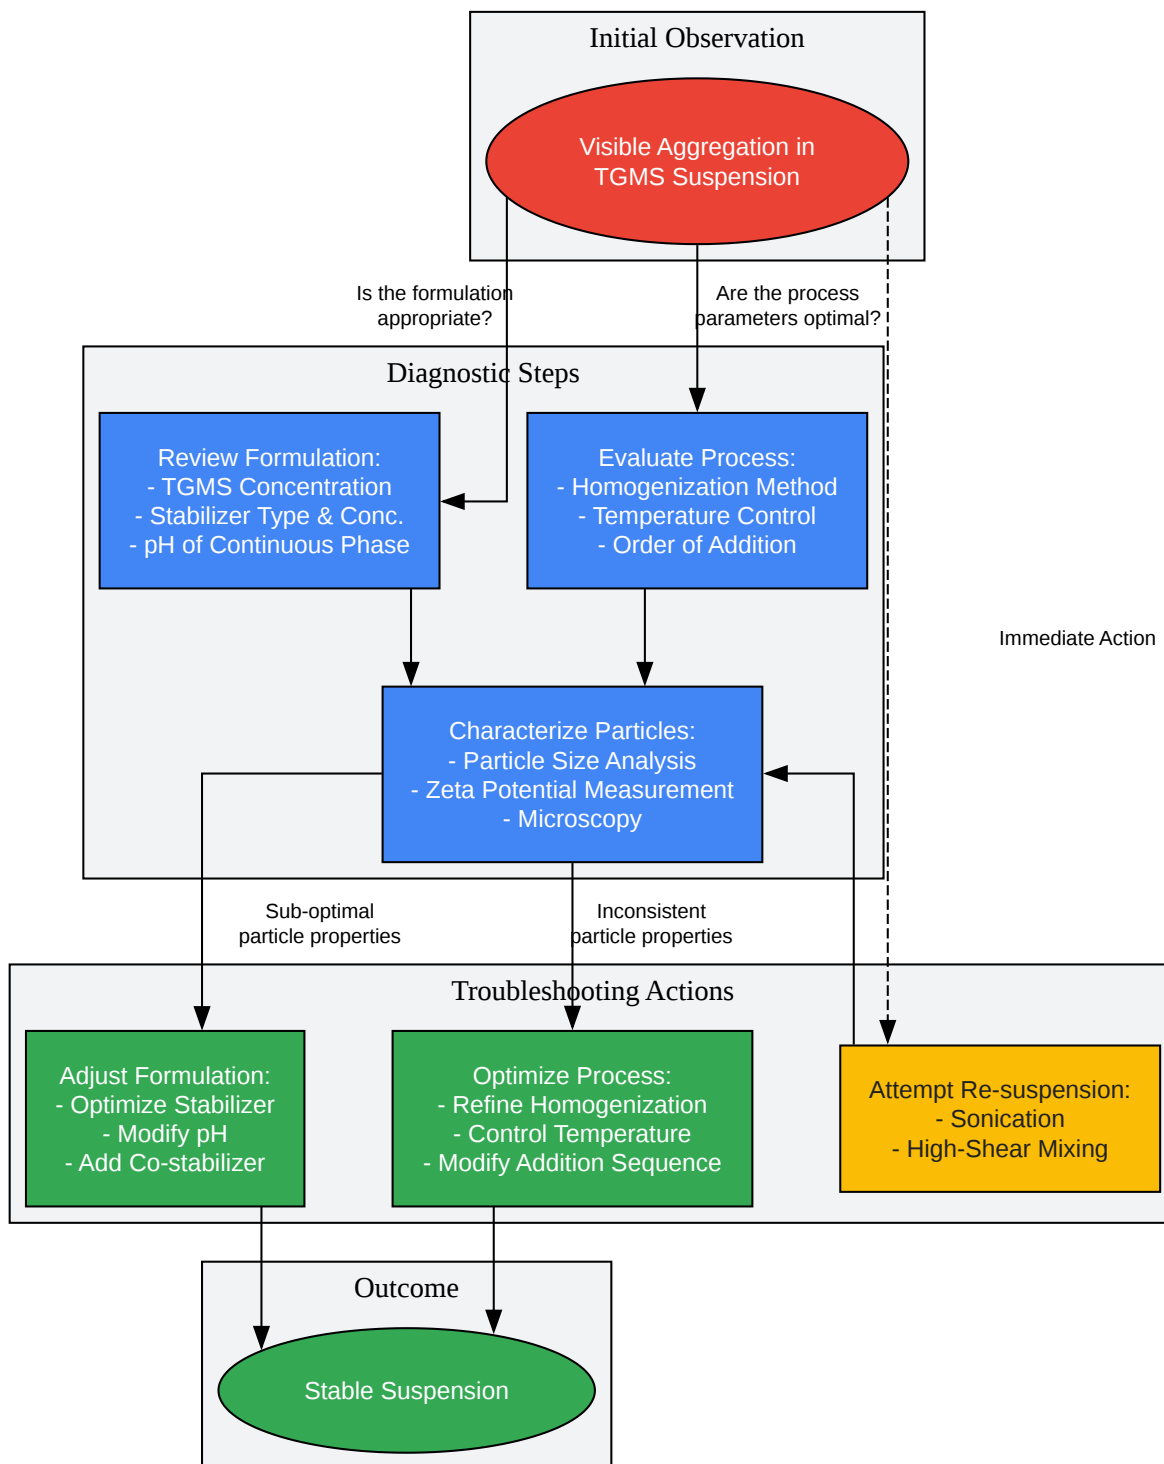 Initial Observation
Visible Aggregation in
TGMS Suspension
Is the formulation
appropriate?
Are the process
parameters optimal?
Diagnostic Steps
Review Formulation:
- TGMS Concentration
- Stabilizer Type & Conc.
- pH of Continuous Phase
Evaluate Process:
- Homogenization Method
- Temperature Control
- Order of Addition
Immediate Action
Characterize Particles:
- Particle Size Analysis
- Zeta Potential Measurement
- Microscopy
Sub-optimal
particle properties
Inconsistent
particle properties
Troubleshooting Actions
Adjust Formulation:
- Optimize Stabilizer
- Modify pH
- Add Co-stabilizer
Optimize Process:
- Refine Homogenization
- Control Temperature
- Modify Addition Sequence
Attempt Re-suspension:
- Sonication
- High-Shear Mixing
Outcome
Stable Suspension